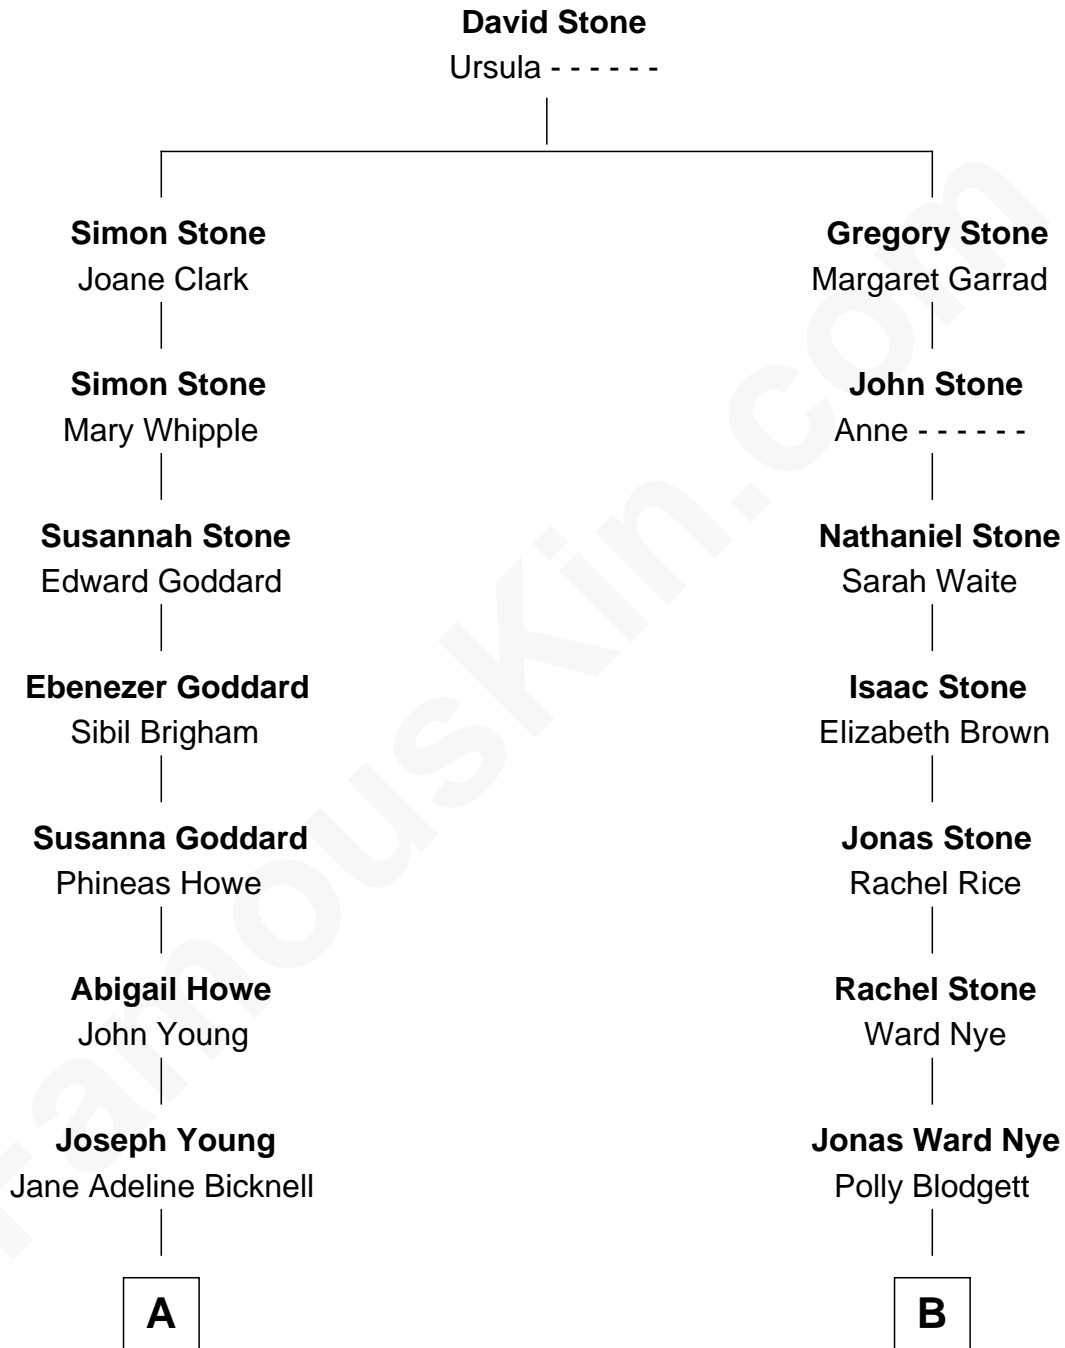 David Stone
Ursula - - - - - -
Simon Stone
Joane Clark
Gregory Stone
Margaret Garrad
Simon Stone
Mary Whipple
John Stone
Anne - - - - - -
Susannah Stone
Edward Goddard
Nathaniel Stone
Sarah Waite
Ebenezer Goddard
Sibil Brigham
Isaac Stone
Elizabeth Brown
Susanna Goddard
Phineas Howe
Jonas Stone
Rachel Rice
Abigail Howe
John Young
Rachel Stone
Ward Nye
Joseph Young
Jane Adeline Bicknell
Jonas Ward Nye
Polly Blodgett
A
B
FamousKin.com